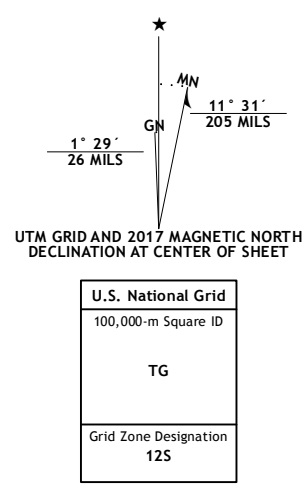 ★
MN
GN
11° 31´
205 MILS
1° 29´
26 MILS
UTM GRID AND 2017 MAGNETIC NORTH
DECLINATION AT CENTER OF SHEET
U.S. National Grid
100,000-m Square ID
TG
Grid Zone Designation
12S